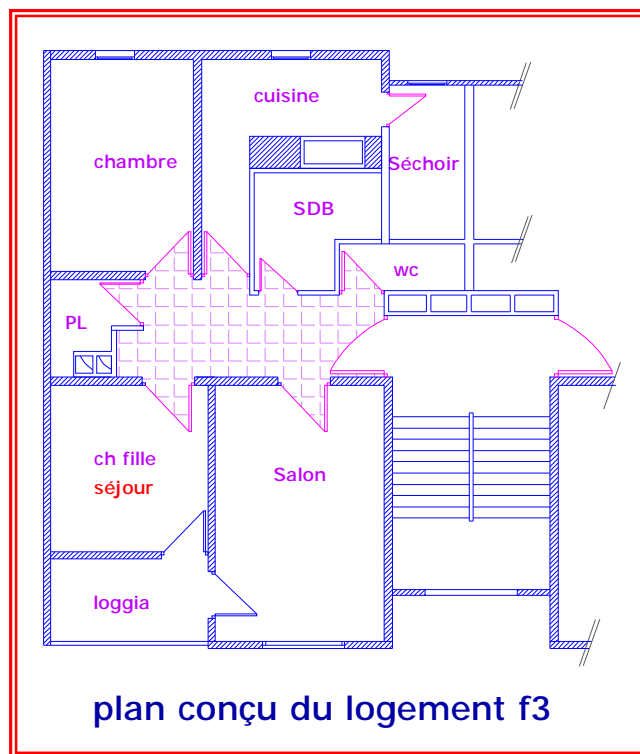 cuisine
chambre
Séchoir
SDB
wc
PL
ch fille
séjour
Salon
loggia
plan conçu du logement f3